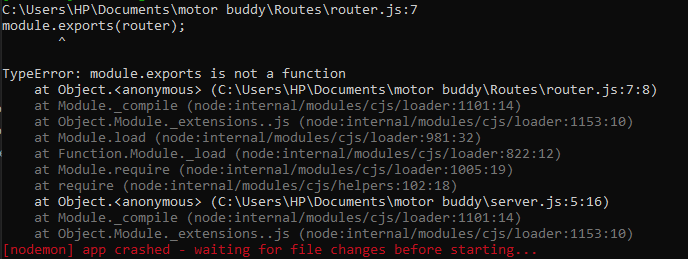 C:\Users\HP\Documents\motor buddy\Routes\router.js:7
module.exports(router);
       ^
TypeError: module.exports is not a function
    at Object.<anonymous> (C:\Users\HP\Documents\motor buddy\Routes\router.js:7:8)
    at Module._compile (node:internal/modules/cjs/loader:1101:14)
    at Object.Module._extensions..js (node:internal/modules/cjs/loader:1153:10)
    at Module.load (node:internal/modules/cjs/loader:981:32)
    at Function.Module._load (node:internal/modules/cjs/loader:822:12)
    at Module.require (node:internal/modules/cjs/loader:1005:19)
    at require (node:internal/modules/cjs/helpers:102:18)
    at Object.<anonymous> (C:\Users\HP\Documents\motor buddy\server.js:5:16)
    at Module._compile (node:internal/modules/cjs/loader:1101:14)
    at Object.Module._extensions..js (node:internal/modules/cjs/loader:1153:10)
[nodemon] app crashed - waiting for file changes before starting...